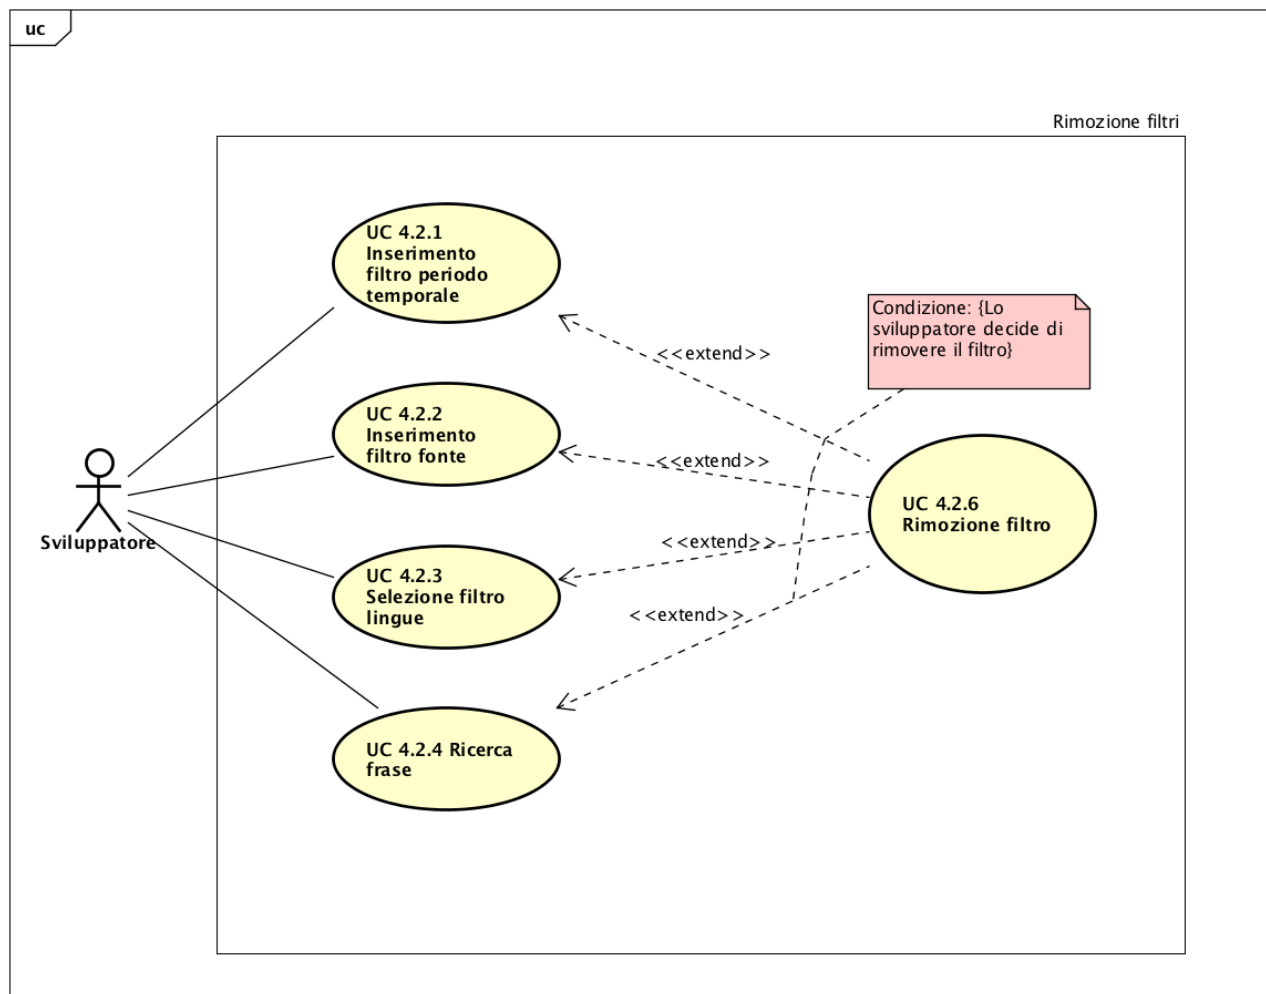 uc
Rimozione filtri
UC 4.2.1
Inserimento
filtro periodo
temporale
Condizione: {Lo
sviluppatore decide di
rimovere il filtro}
<<extend>>
UC 4.2.2
Inserimento
filtro fonte
<<extend>>
UC 4.2.6
Rimozione filtro
Sviluppatore
<<extend>>
UC 4.2.3
Selezione filtro
lingue
<<extend>>
UC 4.2.4 Ricerca
frase